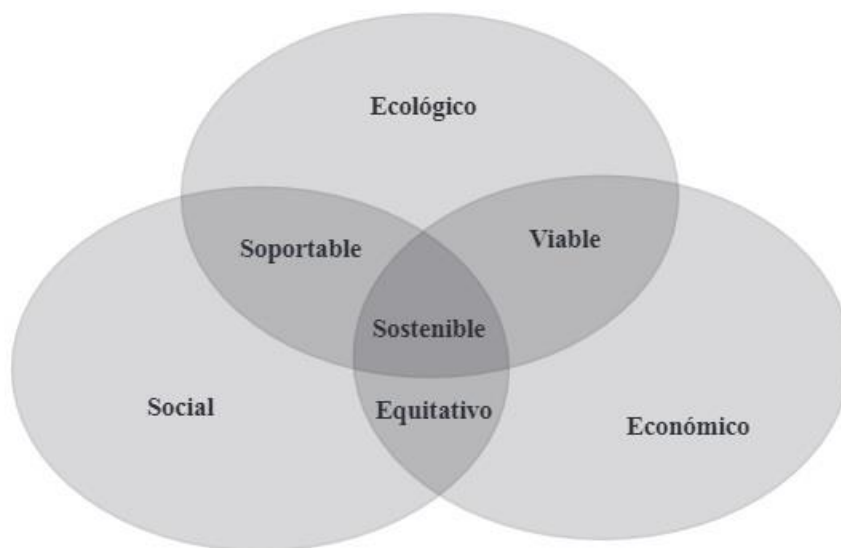 Ecológico
Soportable
Viable
Sostenible
Social
Equitativo
Económico